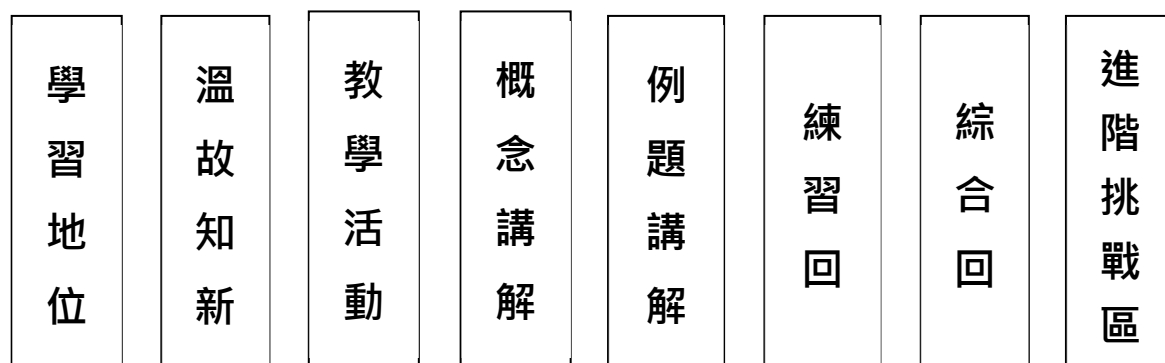 學習地位
溫故知新
教學活動
概念講解
例題講解
練習回
綜合回
進階挑戰區